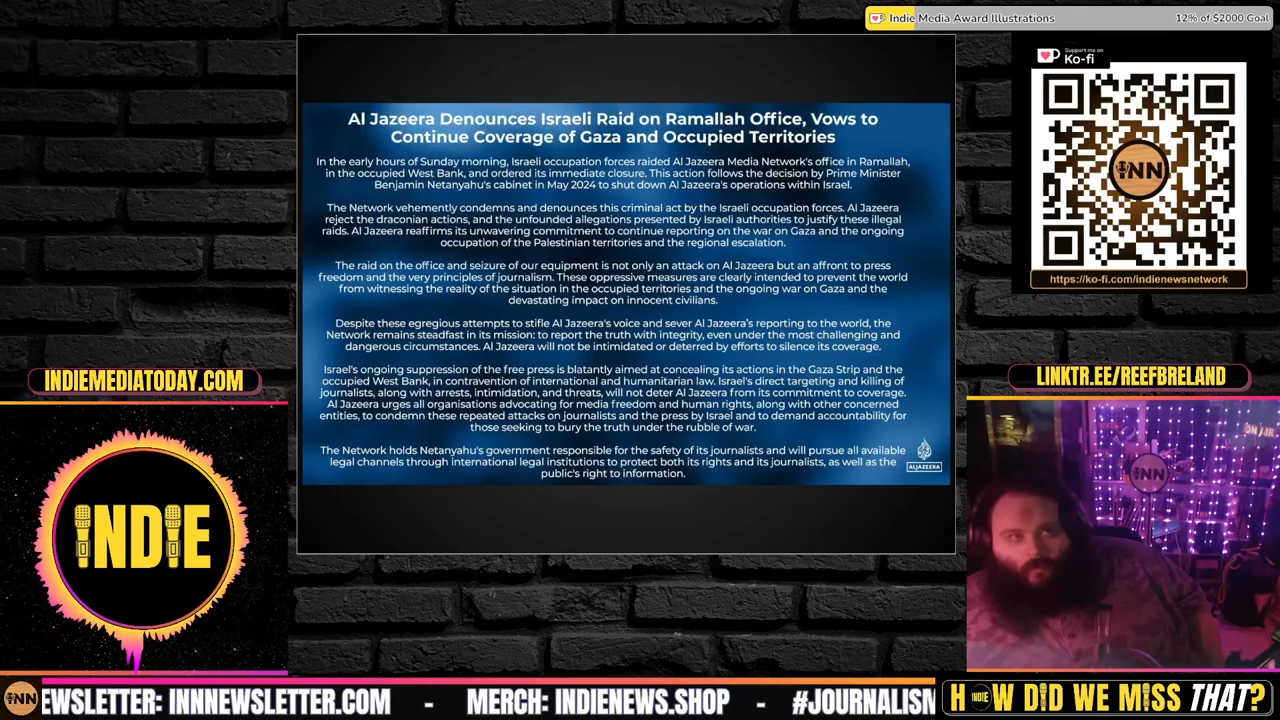 Indie Media Award Illustrations
12% of $2000 Goal
Support me on
Ko-fi
INN
https://ko-fi.com/indienewsnetwork
Al Jazeera Denounces Israeli Raid on Ramallah Office, Vows to
Continue Coverage of Gaza and Occupied Territories
In the early hours of Sunday morning, Israeli occupation forces raided Al Jazeera Media Network's office in Ramallah,
in the occupied West Bank, and ordered its immediate closure. This action follows the decision by Prime Minister
Benjamin Netanyahu's cabinet in May 2024 to shut down Al Jazeera's operations within Israel.
The Network vehemently condemns and denounces this criminal act by the Israeli occupation forces. Al Jazeera
reject the draconian actions, and the unfounded allegations presented by Israeli authorities to justify these illegal
raids. Al Jazeera reaffirms its unwavering commitment to continue reporting on the war on Gaza and the ongoing
occupation of the Palestinian territories and the regional escalation.
The raid on the office and seizure of our equipment is not only an attack on Al Jazeera but an affront to press
freedom and the very principles of journalism. These oppressive measures are clearly intended to prevent the world
from witnessing the reality of the situation in the occupied territories and the ongoing war on Gaza and the
devastating impact on innocent civilians.
Despite these egregious attempts to stifle Al Jazeera's voice and sever Al Jazeera's reporting to the world, the
Network remains steadfast in its mission: to report the truth with integrity, even under the most challenging and
dangerous circumstances. Al Jazeera will not be intimidated or deterred by efforts to silence its coverage.
Israel's ongoing suppression of the free press is blatantly aimed at concealing its actions in the Gaza Strip and the
occupied West Bank, in contravention of international and humanitarian law. Israel's direct targeting and killing of
journalists, along with arrests, intimidation, and threats, will not deter Al Jazeera from its commitment to coverage.
Al Jazeera urges all organisations advocating for media freedom and human rights, along with other concerned
entities, to condemn these repeated attacks on journalists and the press by Israel and to demand accountability for
those seeking to bury the truth under the rubble of war.
The Network holds Netanyahu's government responsible for the safety of its journalists and will pursue all available
legal channels through international legal institutions to protect both its rights and its journalists, as well as the
public's right to information.
ALJAZEERA
INDIEMEDIATODAY.COM
INDIE
LINKTR.EE/REEFBRELAND
ON AIR
INN
INN
EWSLETTER: INNNEWSLETTER.COM - MERCH: INDIENEWS.SHOP - #JOURNALISM
HOW DID WE MISS THAT?
INDIE